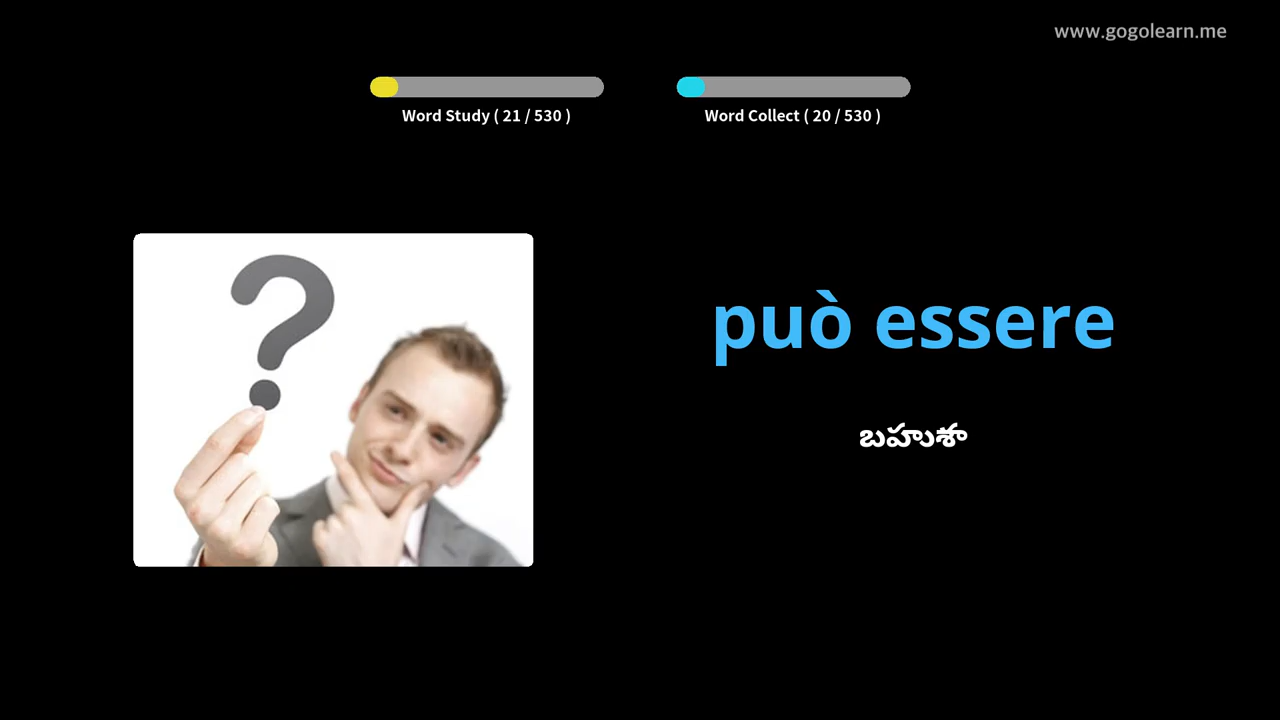 www.gogolearn.me
Word Study ( 21 / 530 )
Word Collect ( 20 / 530 )
può essere
బహుశా